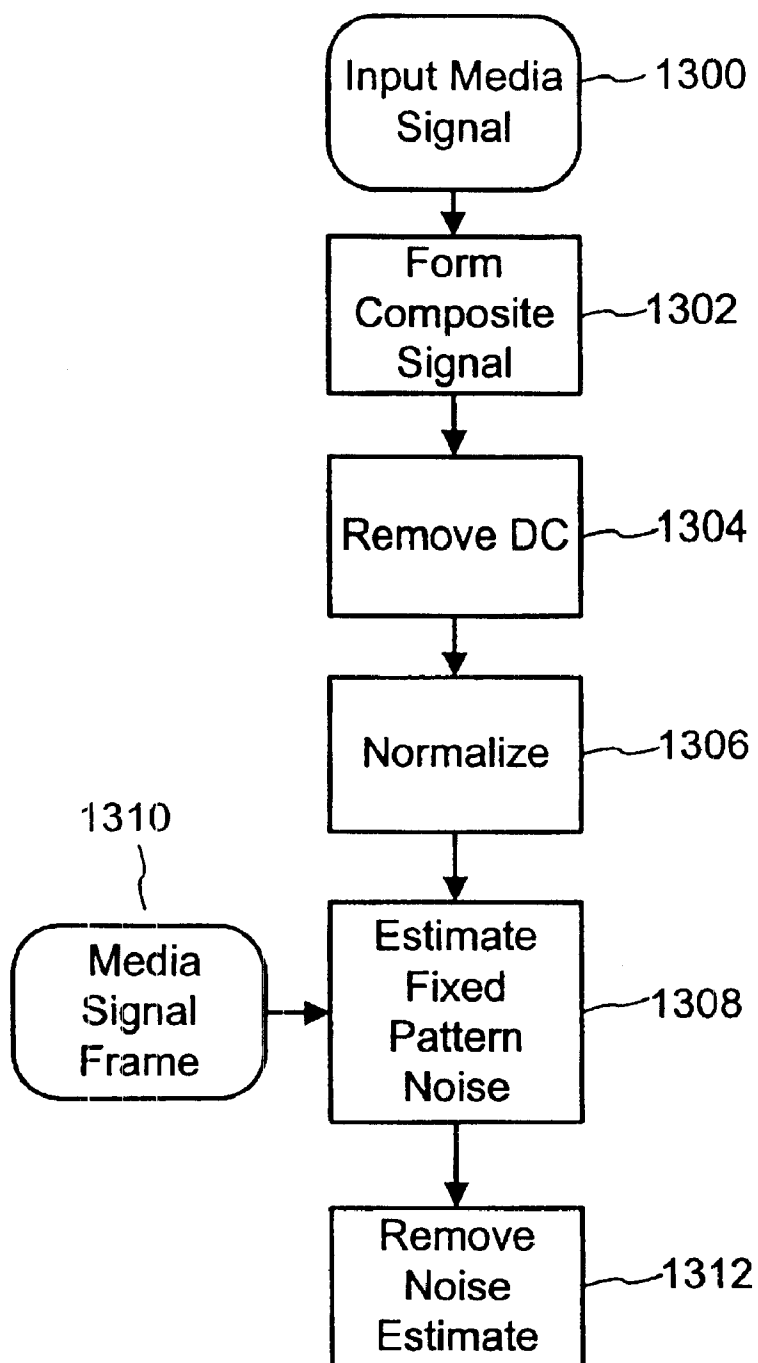 Input Media
Signal
1300
Form
Composite
Signal
1302
Remove DC
1304
Normalize
1306
1310
Media
Signal
Frame
Estimate
Fixed
Pattern
Noise
1308
Remove
Noise
Estimate
1312